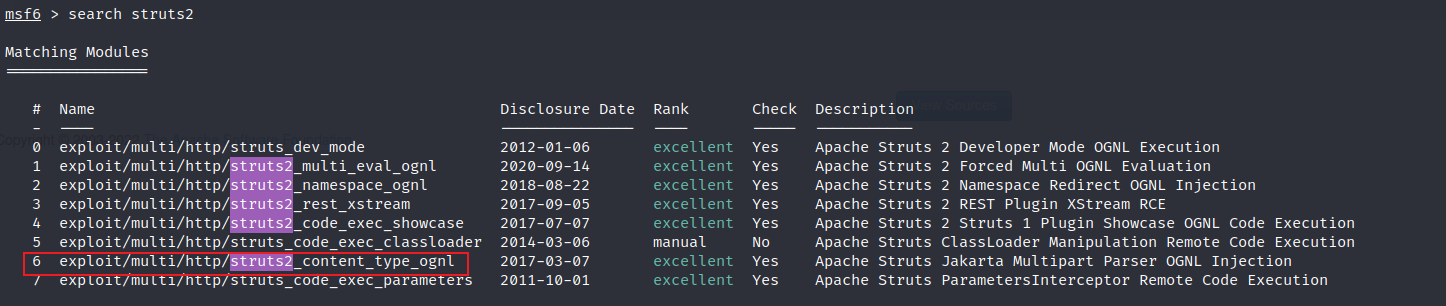 msf6 > search struts2
Matching Modules
================
# Name Disclosure Date Rank Check Description
- ---- --------------- ---- ----- -----------
0 exploit/multi/http/struts_dev_mode 2012-01-06 excellent Yes Apache Struts 2 Developer Mode OGNL Execution
1 exploit/multi/http/struts2_multi_eval_ognl 2020-09-14 excellent Yes Apache Struts 2 Forced Multi OGNL Evaluation
2 exploit/multi/http/struts2_namespace_ognl 2018-08-22 excellent Yes Apache Struts 2 Namespace Redirect OGNL Injection
3 exploit/multi/http/struts2_rest_xstream 2017-09-05 excellent Yes Apache Struts 2 REST Plugin XStream RCE
4 exploit/multi/http/struts2_code_exec_showcase 2017-07-07 excellent Yes Apache Struts 2 Struts 1 Plugin Showcase OGNL Code Execution
5 exploit/multi/http/struts_code_exec_classloader 2014-03-06 manual No Apache Struts ClassLoader Manipulation Remote Code Execution
6 exploit/multi/http/struts2_content_type_ognl 2017-03-07 excellent Yes Apache Struts Jakarta Multipart Parser OGNL Injection
7 exploit/multi/http/struts_code_exec_parameters 2011-10-01 excellent Yes Apache Struts ParametersInterceptor Remote Code Execution